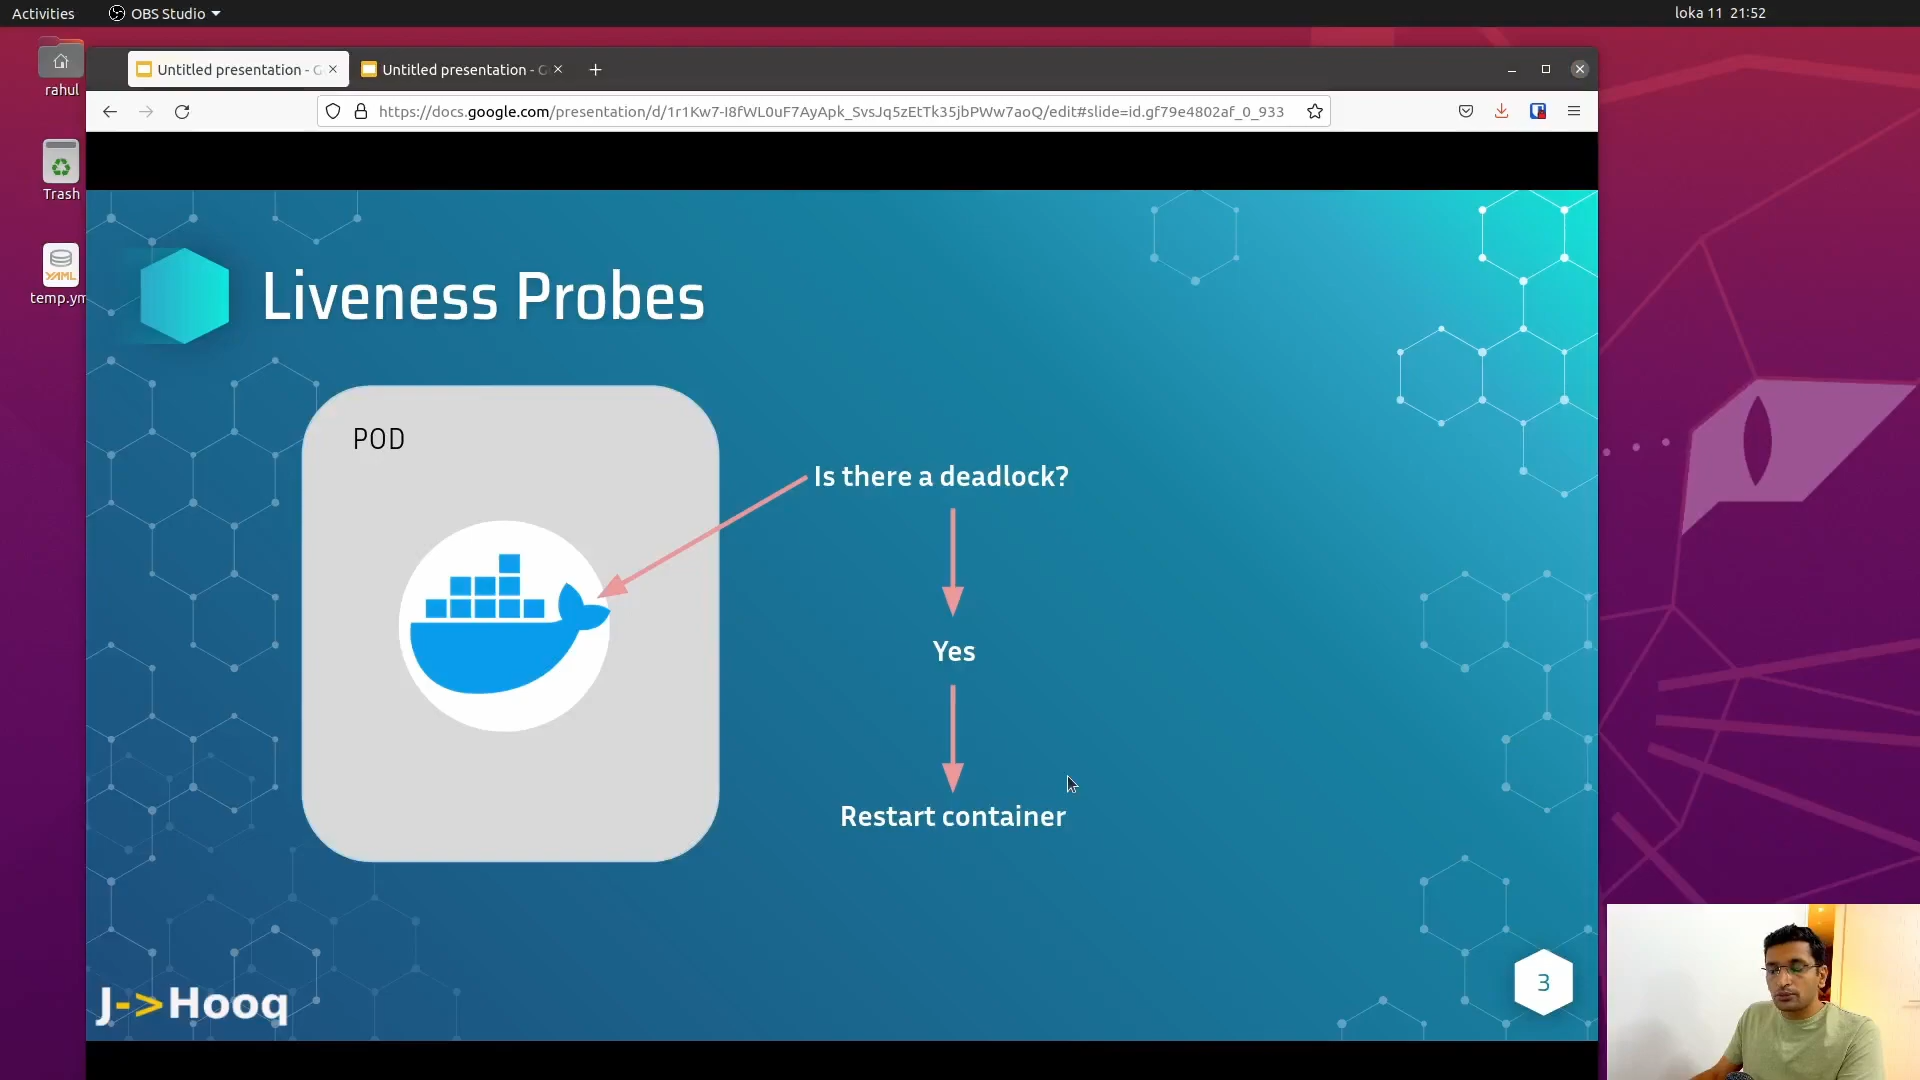 Activities
OBS Studio
loka 11 21:52
rahul
Trash
YAML
temp.ym
Untitled presentation - G
Untitled presentation - G
https://docs.google.com/presentation/d/1r1Kw7-I8fWL0uF7AyApk_SvsJq5zEtTk35jbPWw7aoQ/edit#slide=id.gf79e4802af_0_933
Liveness Probes
POD
Is there a deadlock?
Yes
Restart container
3
J->Hooq